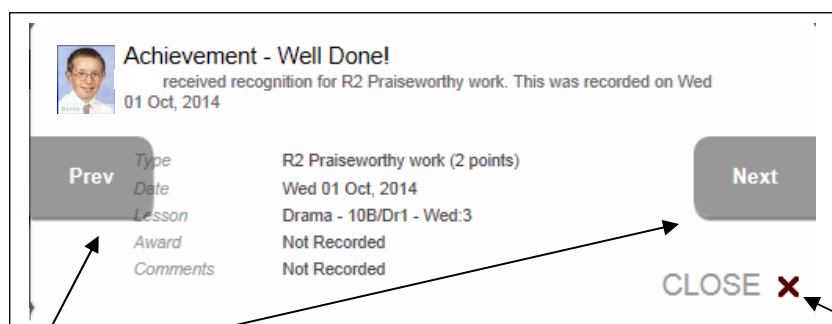 Achievement - Well Done!
received recognition for R2 Praiseworthy work. This was recorded on Wed
01 Oct, 2014
Prev
Next
Type R2 Praiseworthy work (2 points)
Date Wed 01 Oct, 2014
Lesson Drama - 10B/Dr1 - Wed:3
Award Not Recorded
Comments Not Recorded
CLOSE